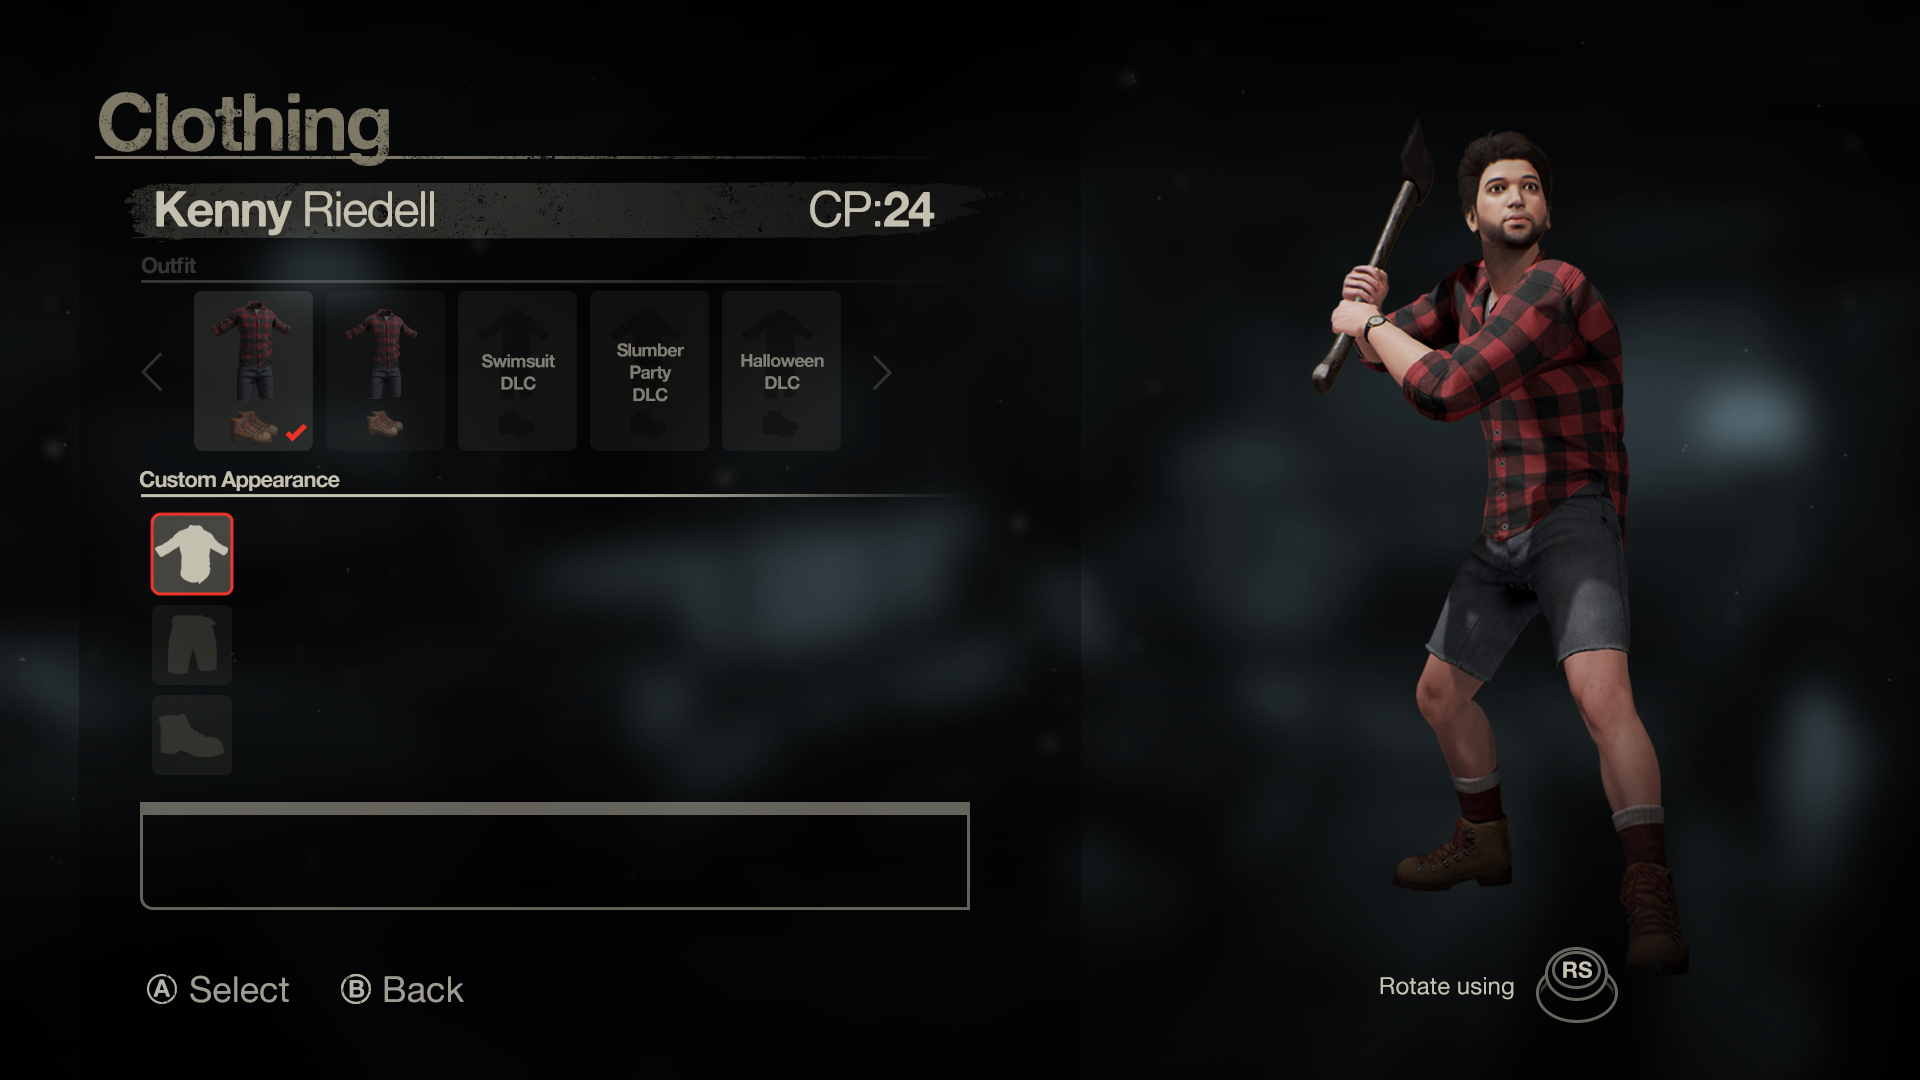 Clothing
Kenny Riedell
CP:24
Outfit
Swimsuit
DLC
Slumber
Party
DLC
Halloween
DLC
Custom Appearance
A Select
B Back
Rotate using
RS